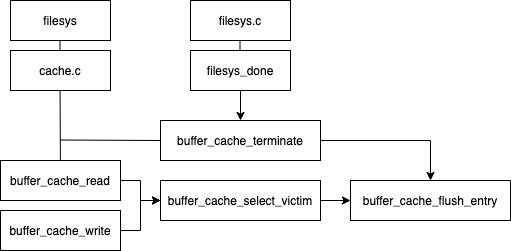 filesys
filesys.c
cache.c
filesys_done
buffer_cache_terminate
buffer_cache_read
buffer_cache_select_victim
buffer_cache_flush_entry
buffer_cache_write